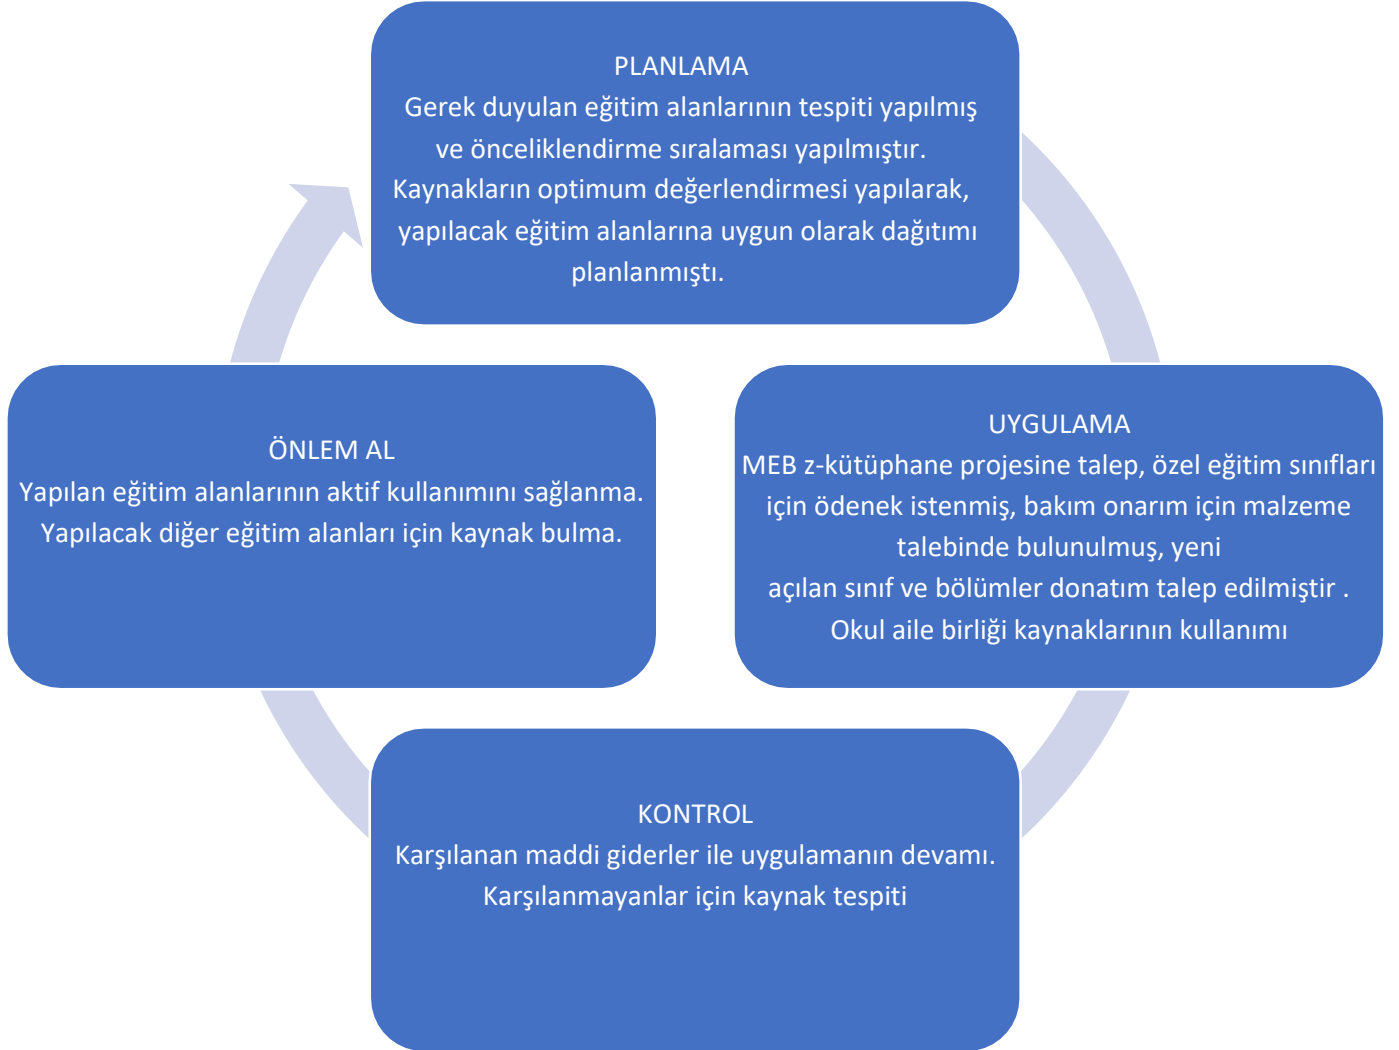 PLANLAMA
Gerek duyulan eğitim alanlarının tespiti yapılmış
ve önceliklendirme sıralaması yapılmıştır.
Kaynakların optimum değerlendirmesi yapılarak,
yapılacak eğitim alanlarına uygun olarak dağıtımı
planlanmıştı.
UYGULAMA
MEB z-kütüphane projesine talep, özel eğitim sınıfları
için ödenek istenmiş, bakım onarım için malzeme
talebinde bulunulmuş, yeni
açılan sınıf ve bölümler donatım talep edilmiştir .
Okul aile birliği kaynaklarının kullanımı
KONTROL
Karşılanan maddi giderler ile uygulamanın devamı.
Karşılanmayanlar için kaynak tespiti
ÖNLEM AL
Yapılan eğitim alanlarının aktif kullanımını sağlanma.
Yapılacak diğer eğitim alanları için kaynak bulma.